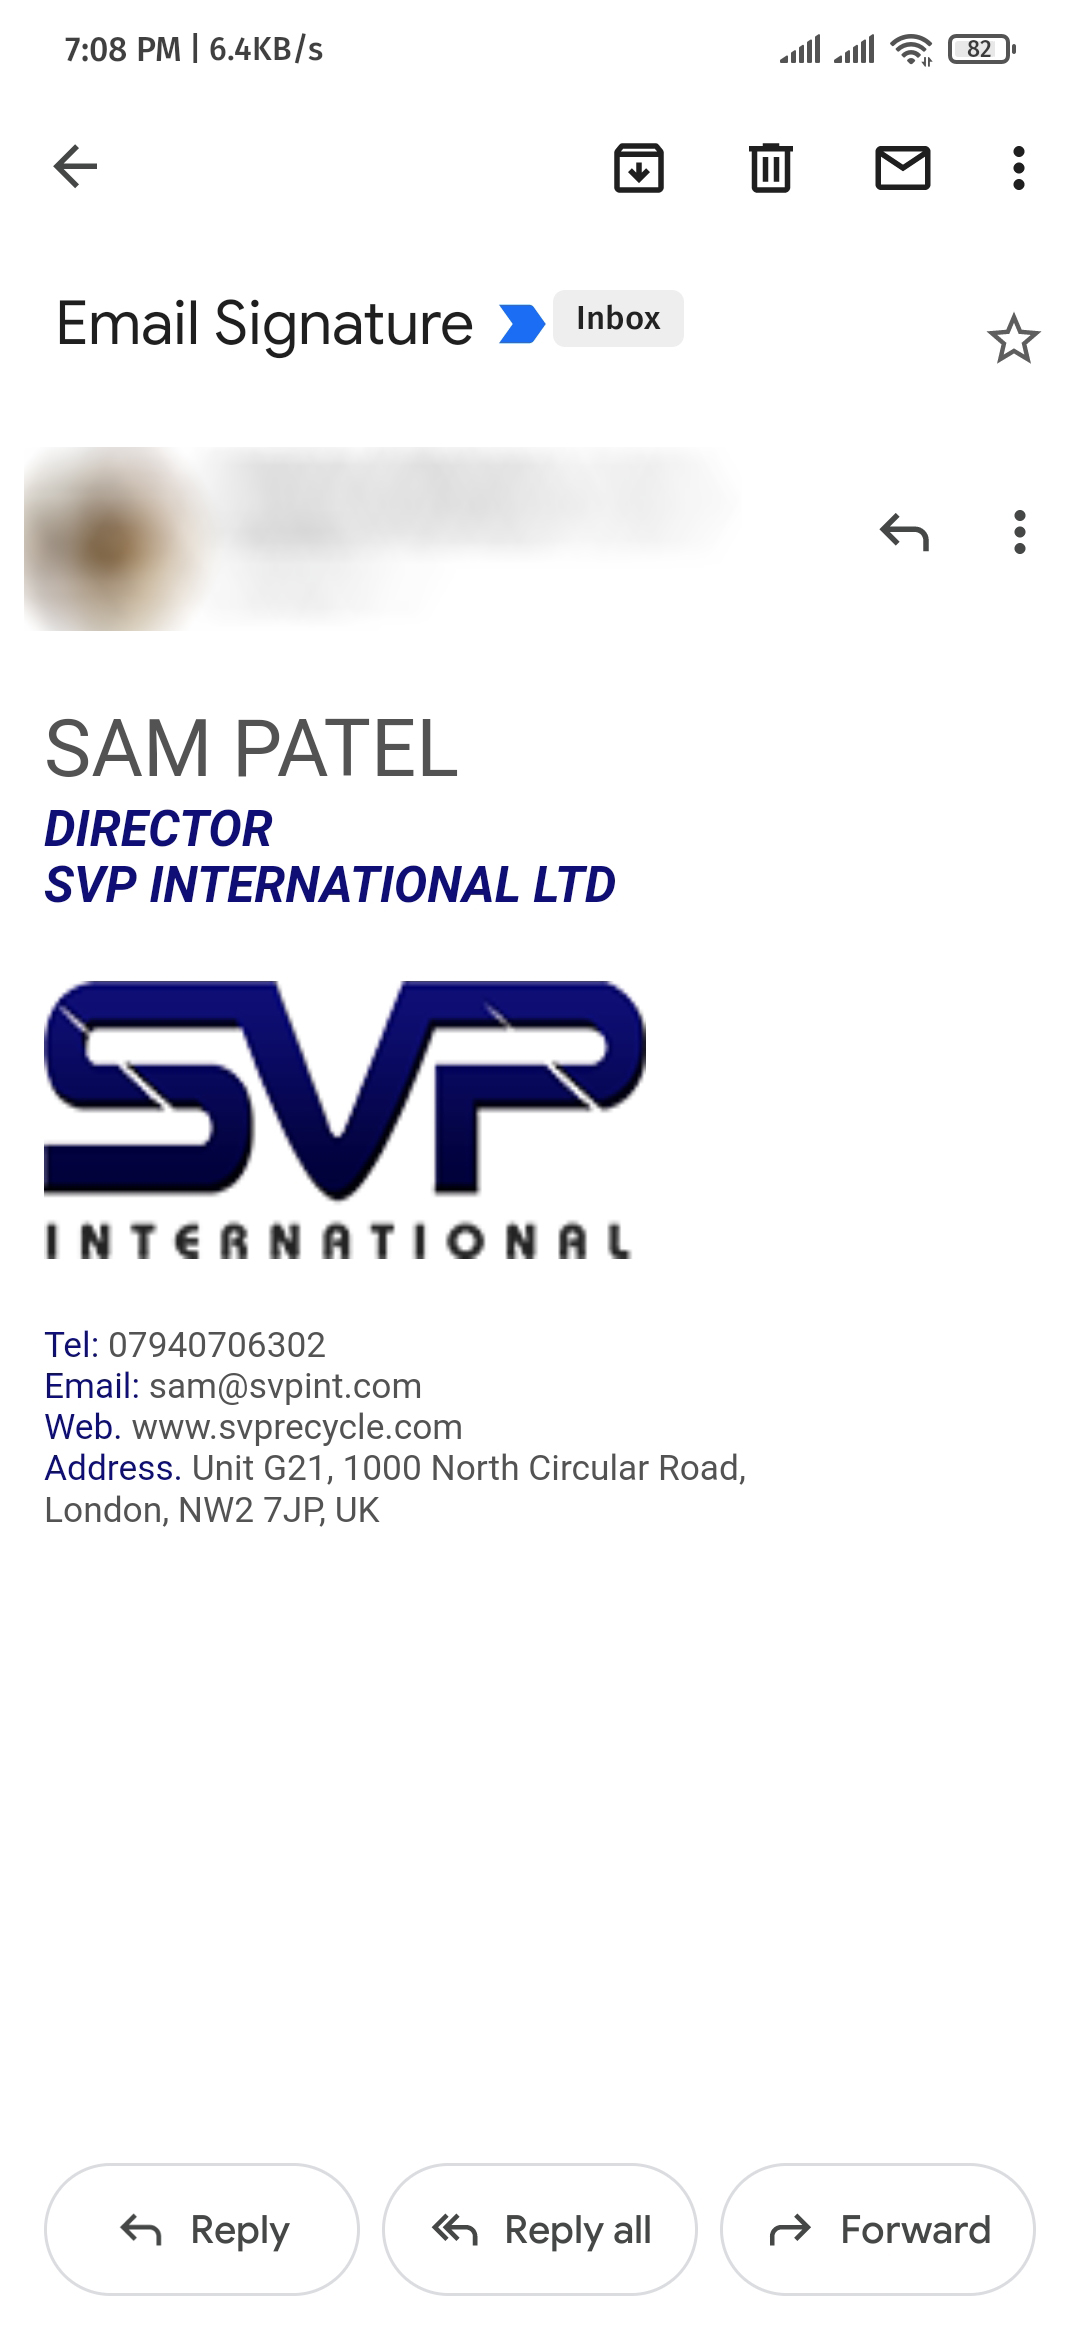 7:08 PM | 6.4KB/s
82
Email Signature
Inbox
SAM PATEL
DIRECTOR
SVP INTERNATIONAL LTD
SVP
INTERNATIONAL
Tel: 07940706302
Email: sam@svpint.com
Web. www.svprecycle.com
Address. Unit G21, 1000 North Circular Road,
London, NW2 7JP, UK
Reply
Reply all
Forward